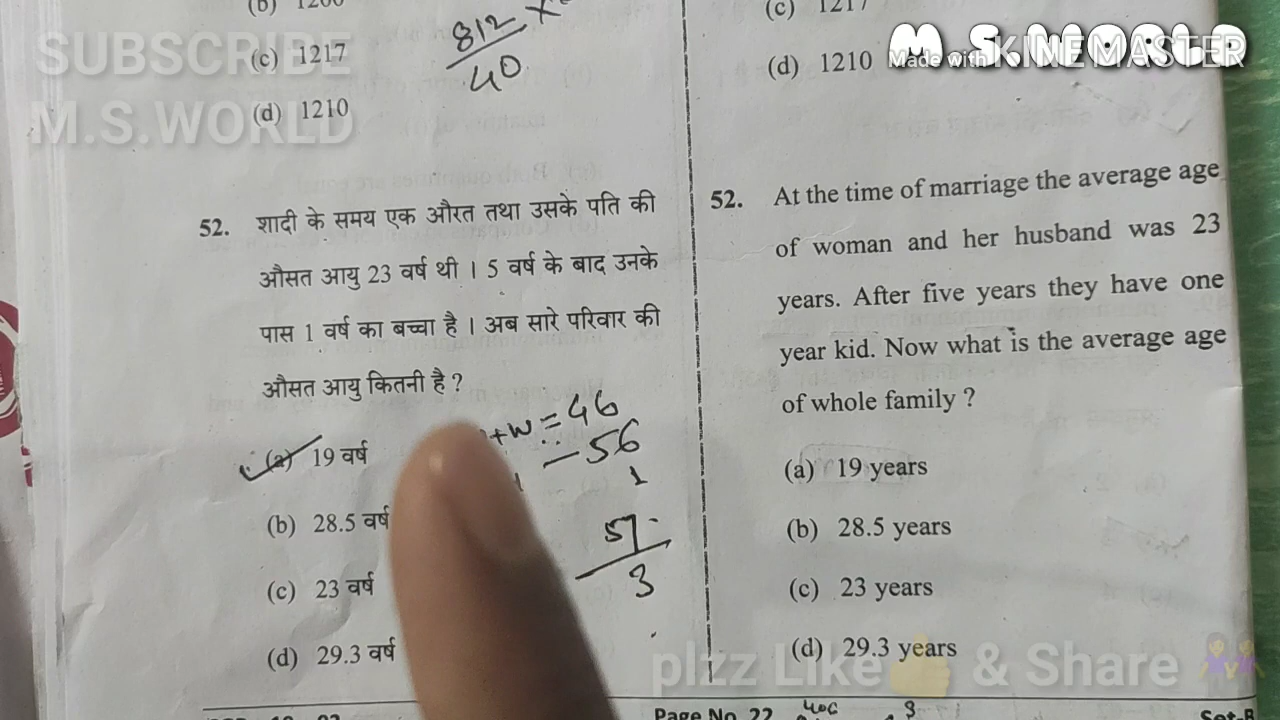 (b) 1200
(c) 1217
(d) 1210
812
40
SUBSCRIBE
M.S.WORLD
52. शादी के समय एक औरत तथा उसके पति की
औसत आयु 23 वर्ष थी । 5 वर्ष के बाद उनके
पास 1 वर्ष का बच्चा है । अब सारे परिवार की
औसत आयु कितनी है ?
(a) 19 वर्ष
(b) 28.5 वर्ष
(c) 23 वर्ष
(d) 29.3 वर्ष
+w = 46
56
1
57
3
(c) 1217
(d) 1210
Made with KINEMASTER
52. At the time of marriage the average age
of woman and her husband was 23
years. After five years they have one
year kid. Now what is the average age
of whole family ?
(a) 19 years
(b) 28.5 years
(c) 23 years
(d) 29.3 years
plzz Like & Share
Page No. 22
Set-B